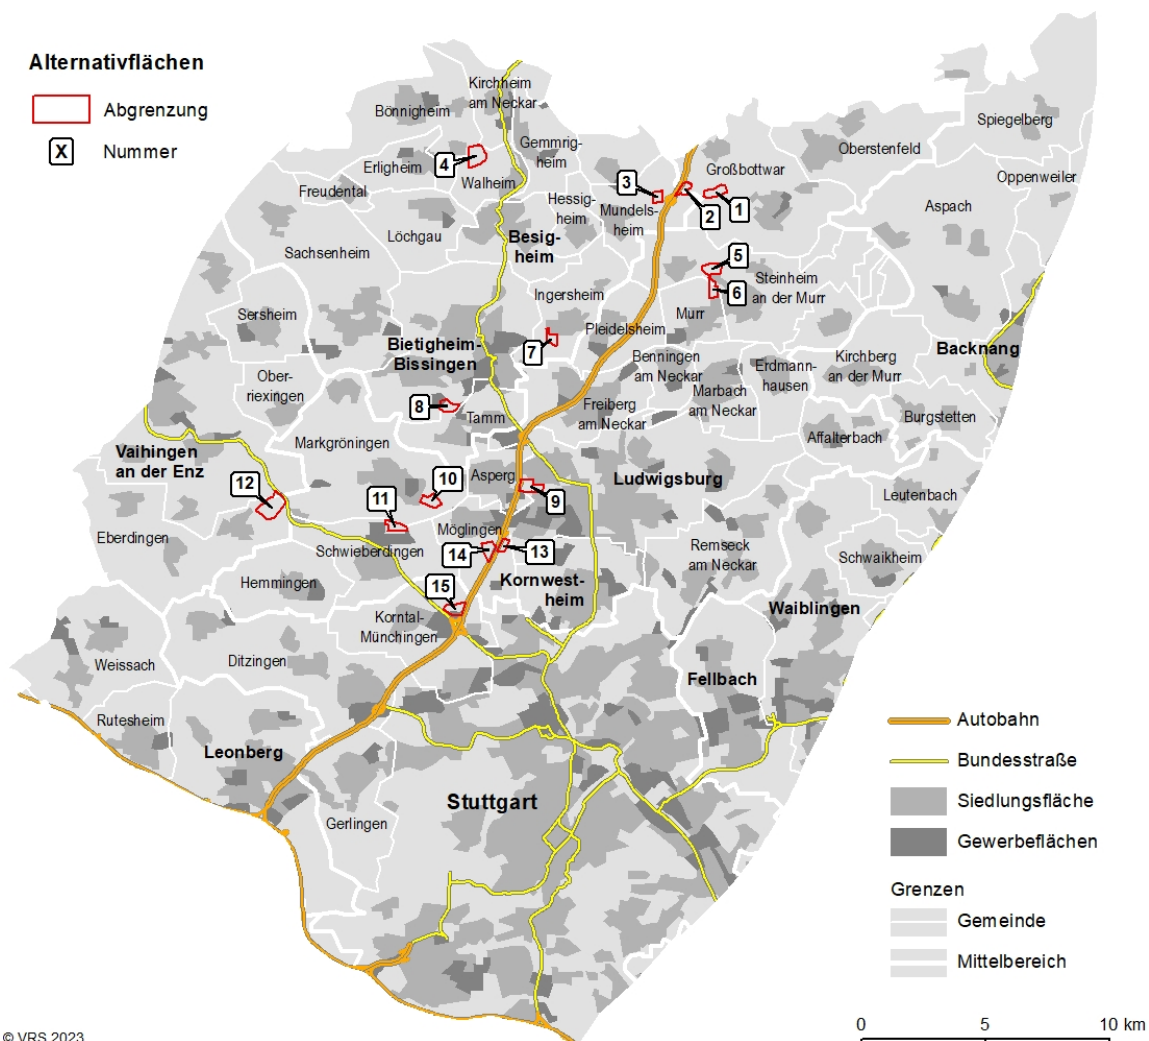 Alternativflächen
Abgrenzung
X
Nummer
Kirchheim
am Neckar
Bönnigheim
Spiegelberg
Gemmrig-
heim
Oberstenfeld
4
Erligheim
Walheim
Großbottwar
Oppenweiler
Freudental
3
Hessig-
heim
Mundels-
heim
2
1
Aspach
Löchgau
Besig-
heim
Sachsenheim
5
Steinheim
an der Murr
6
Ingersheim
Sersheim
Murr
Pleidelsheim
7
Bietigheim-
Bissingen
Backnang
Benningen
am Neckar
Kirchberg
an der Murr
Erdmann-
hausen
Ober-
riexingen
Marbach
am Neckar
8
Tamm
Freiberg
am Neckar
Burgstetten
Markgröningen
Affalterbach
Vaihingen
an der Enz
12
Asperg
10
Ludwigsburg
11
9
Leutenbach
Eberdingen
Möglingen
Schwieberdingen
14
13
Remseck
am Neckar
Schwaikheim
Hemmingen
15
Kornwest-
heim
Waiblingen
Korntal-
Münchingen
Weissach
Ditzingen
Fellbach
Rutesheim
Leonberg
Autobahn
Bundesstraße
Stuttgart
Siedlungsfläche
Gerlingen
Gewerbeflächen
Grenzen
Gemeinde
Mittelbereich
0 5 10 km
© VRS 2023